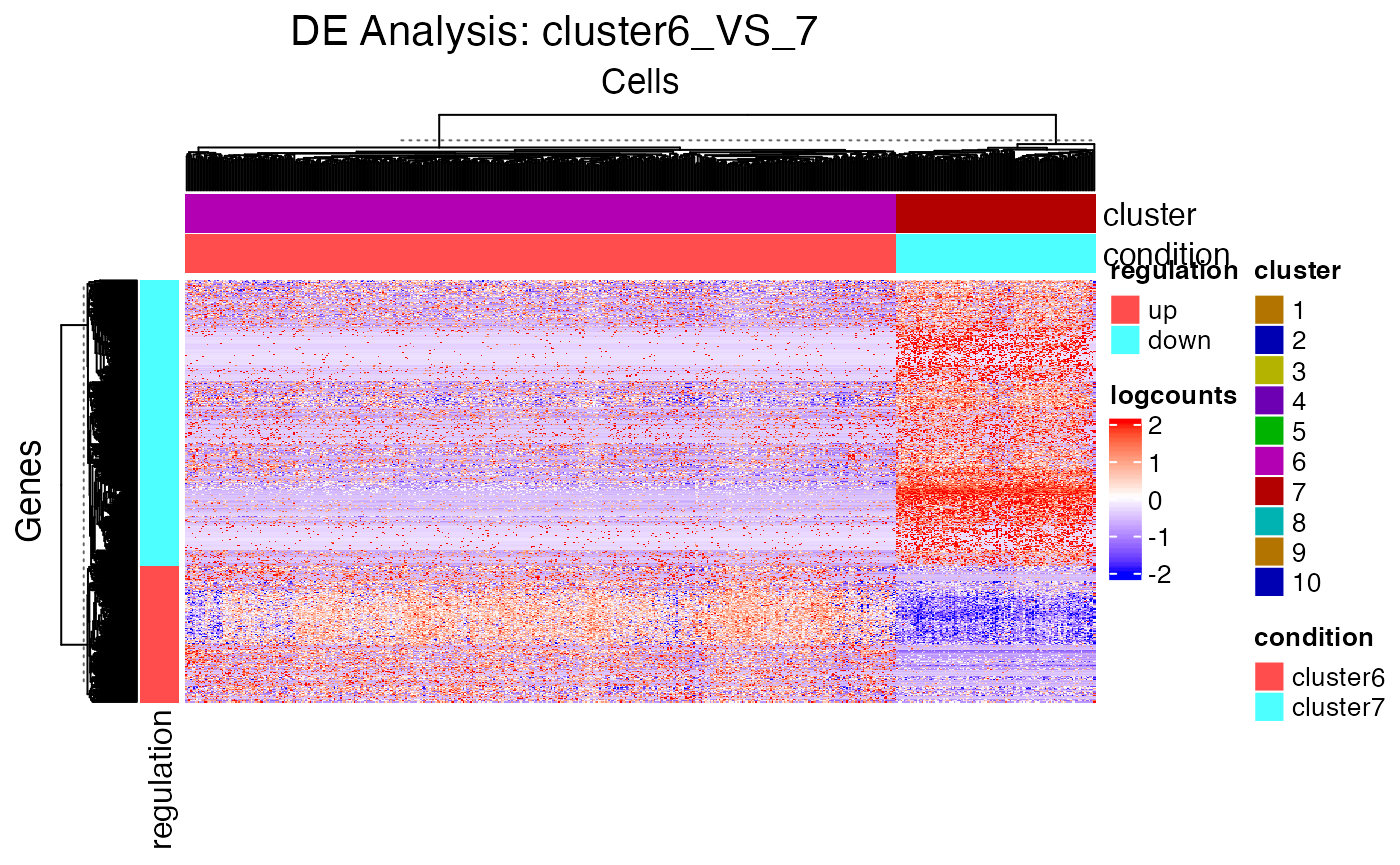 DE Analysis: cluster6_VS_7
Cells
cluster
condition
Genes
regulation
regulation
up
down
logcounts
2
1
0
-1
-2
cluster
1
2
3
4
5
6
7
8
9
10
condition
cluster6
cluster7